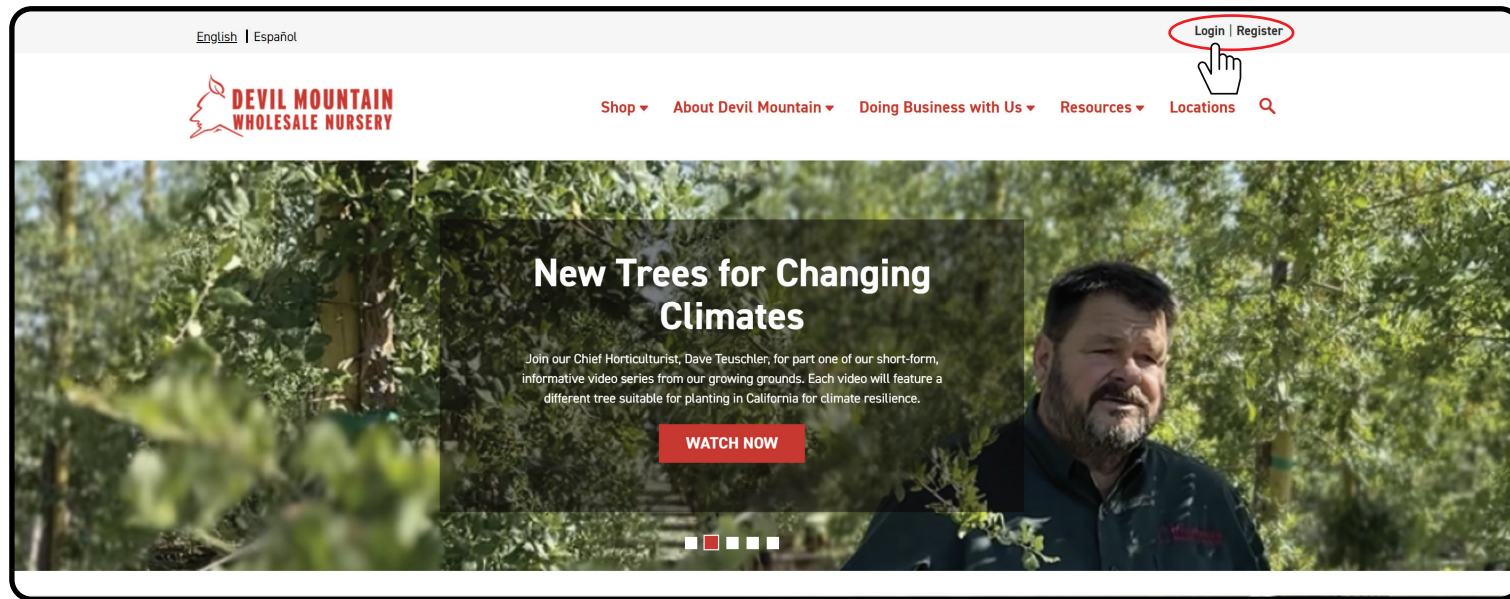 English | Español
Login | Register
DEVIL MOUNTAIN
WHOLESALE NURSERY
Shop About Devil Mountain Doing Business with Us Resources Locations
New Trees for Changing
Climates
Join our Chief Horticulturist, Dave Teuschler, for part one of our short-form,
informative video series from our growing grounds. Each video will feature a
different tree suitable for planting in California for climate resilience.
WATCH NOW